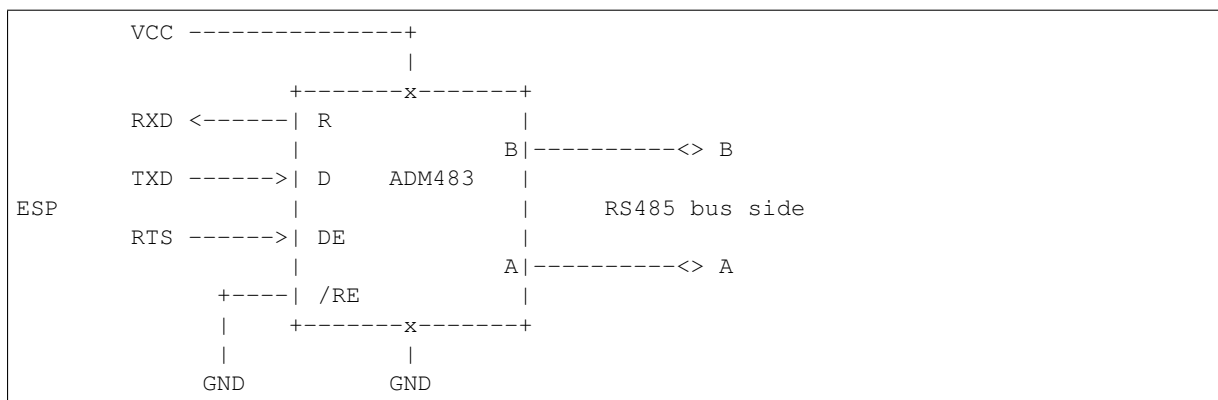 VCC ---------------+
|
+-------x-------+
RXD <------| R |
| B|----------<> B
TXD ------>| D ADM483 |
ESP | | RS485 bus side
RTS ------>| DE |
| A|----------<> A
+----| /RE |
| +-------x-------+
| |
GND GND